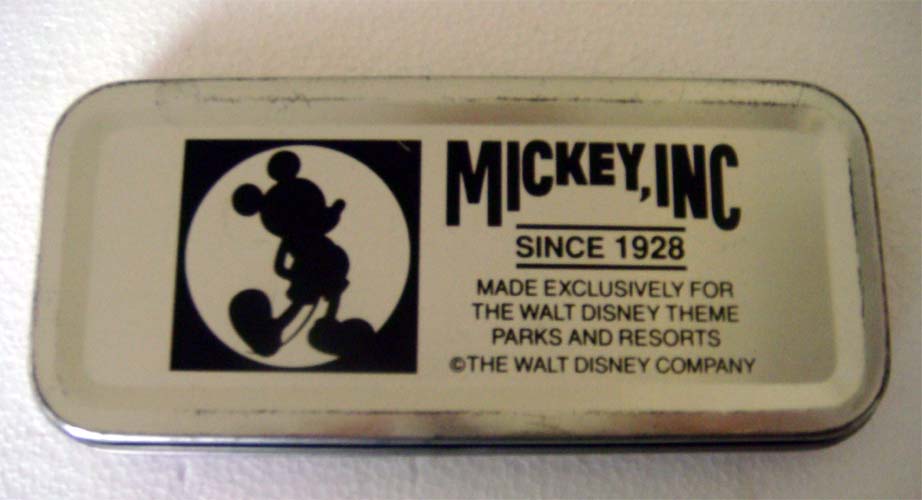 MICKEY, INC
SINCE 1928
MADE EXCLUSIVELY FOR
THE WALT DISNEY THEME
PARKS AND RESORTS
©THE WALT DISNEY COMPANY